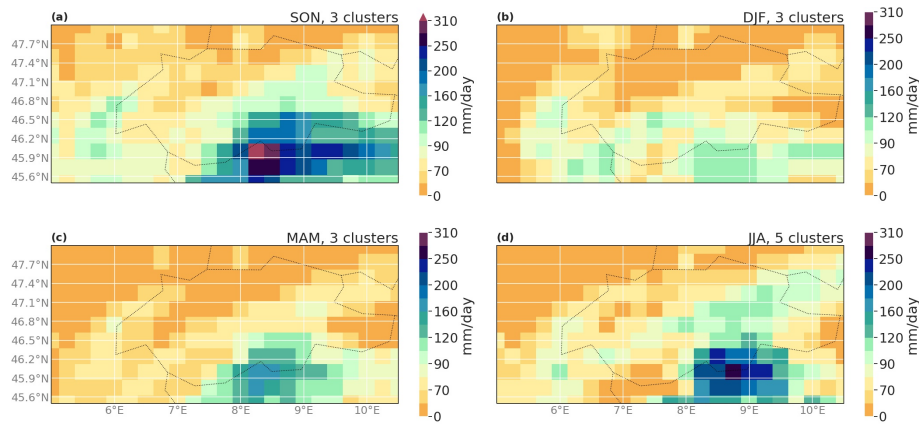 (a) SON, 3 clusters
47.7°N
47.4°N
47.1°N
46.8°N
46.5°N
46.2°N
45.9°N
45.6°N
310
250
220
160
120
90
70
0
mm/day
(b) DJF, 3 clusters
310
250
220
160
120
90
70
0
mm/day
(c) MAM, 3 clusters
47.7°N
47.4°N
47.1°N
46.8°N
46.5°N
46.2°N
45.9°N
45.6°N
6°E 7°E 8°E 9°E 10°E
310
250
220
160
120
90
70
0
mm/day
(d) JJA, 5 clusters
6°E 7°E 8°E 9°E 10°E
310
250
220
160
120
90
70
0
mm/day